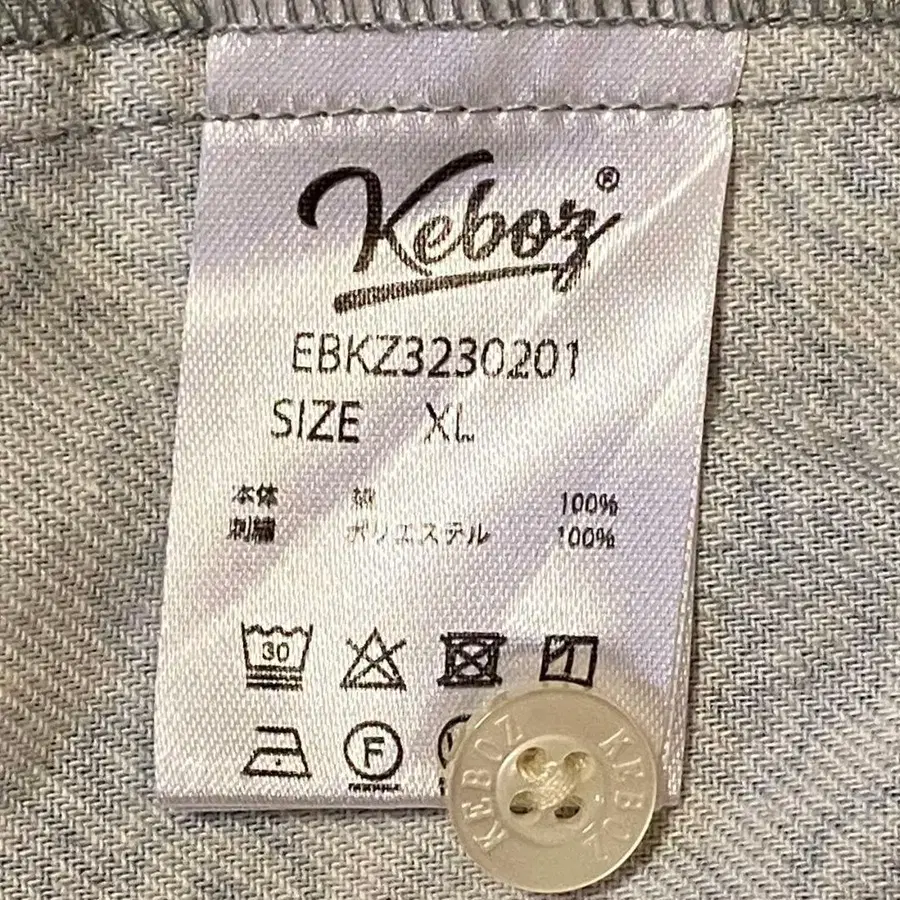 Keboz®
EBKZ3230201
SIZE XL
本体 綿 100%
刺繍 ポリエステル 100%
30
F
KEBOZ KEBOZ